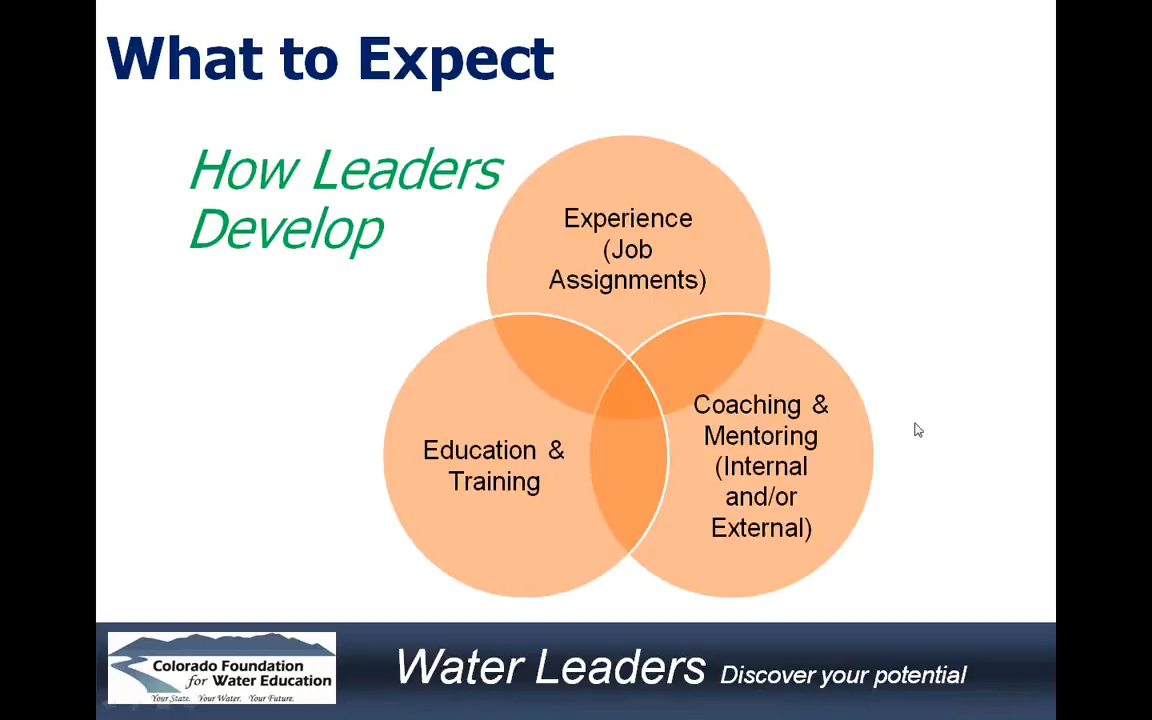 What to Expect
How Leaders
Develop
Experience
(Job
Assignments)
Education &
Training
Coaching &
Mentoring
(Internal
and/or
External)
Colorado Foundation
for Water Education
Your State. Your Water. Your Future.
Water Leaders Discover your potential